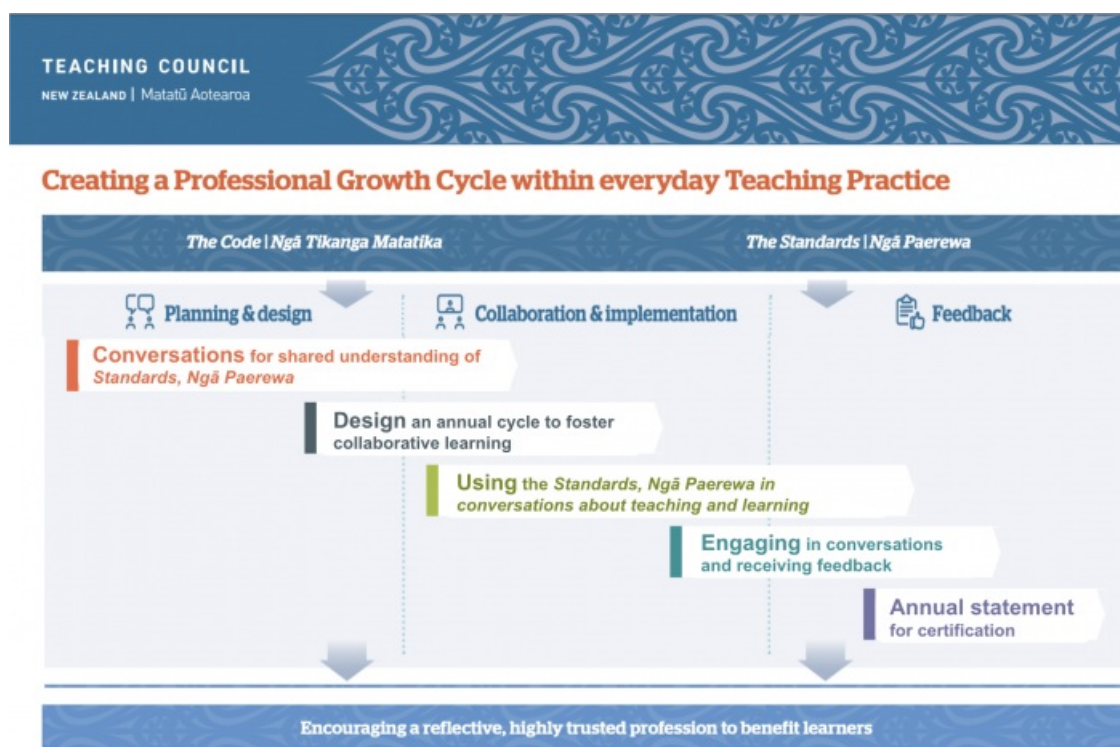 TEACHING COUNCIL
NEW ZEALAND | Matatū Aotearoa
Creating a Professional Growth Cycle within everyday Teaching Practice
The Code | Ngā Tikanga Matatika
The Standards | Ngā Paerewa
Planning & design
Collaboration & implementation
Feedback
Conversations for shared understanding of
Standards, Ngā Paerewa
Design an annual cycle to foster
collaborative learning
Using the Standards, Ngā Paerewa in
conversations about teaching and learning
Engaging in conversations
and receiving feedback
Annual statement
for certification
Encouraging a reflective, highly trusted profession to benefit learners